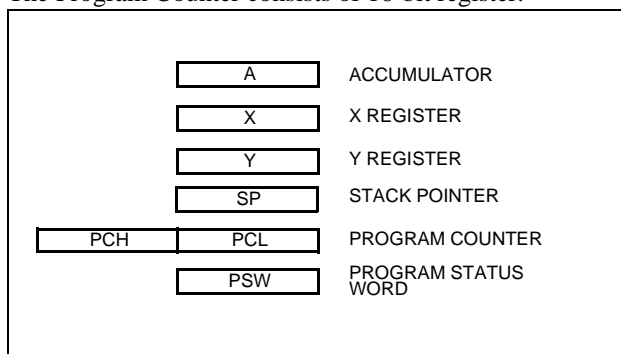 The Program Counter consists of 16-bit register.
A ACCUMULATOR
X X REGISTER
Y Y REGISTER
SP STACK POINTER
PCH PCL PROGRAM COUNTER
PSW PROGRAM STATUS
WORD